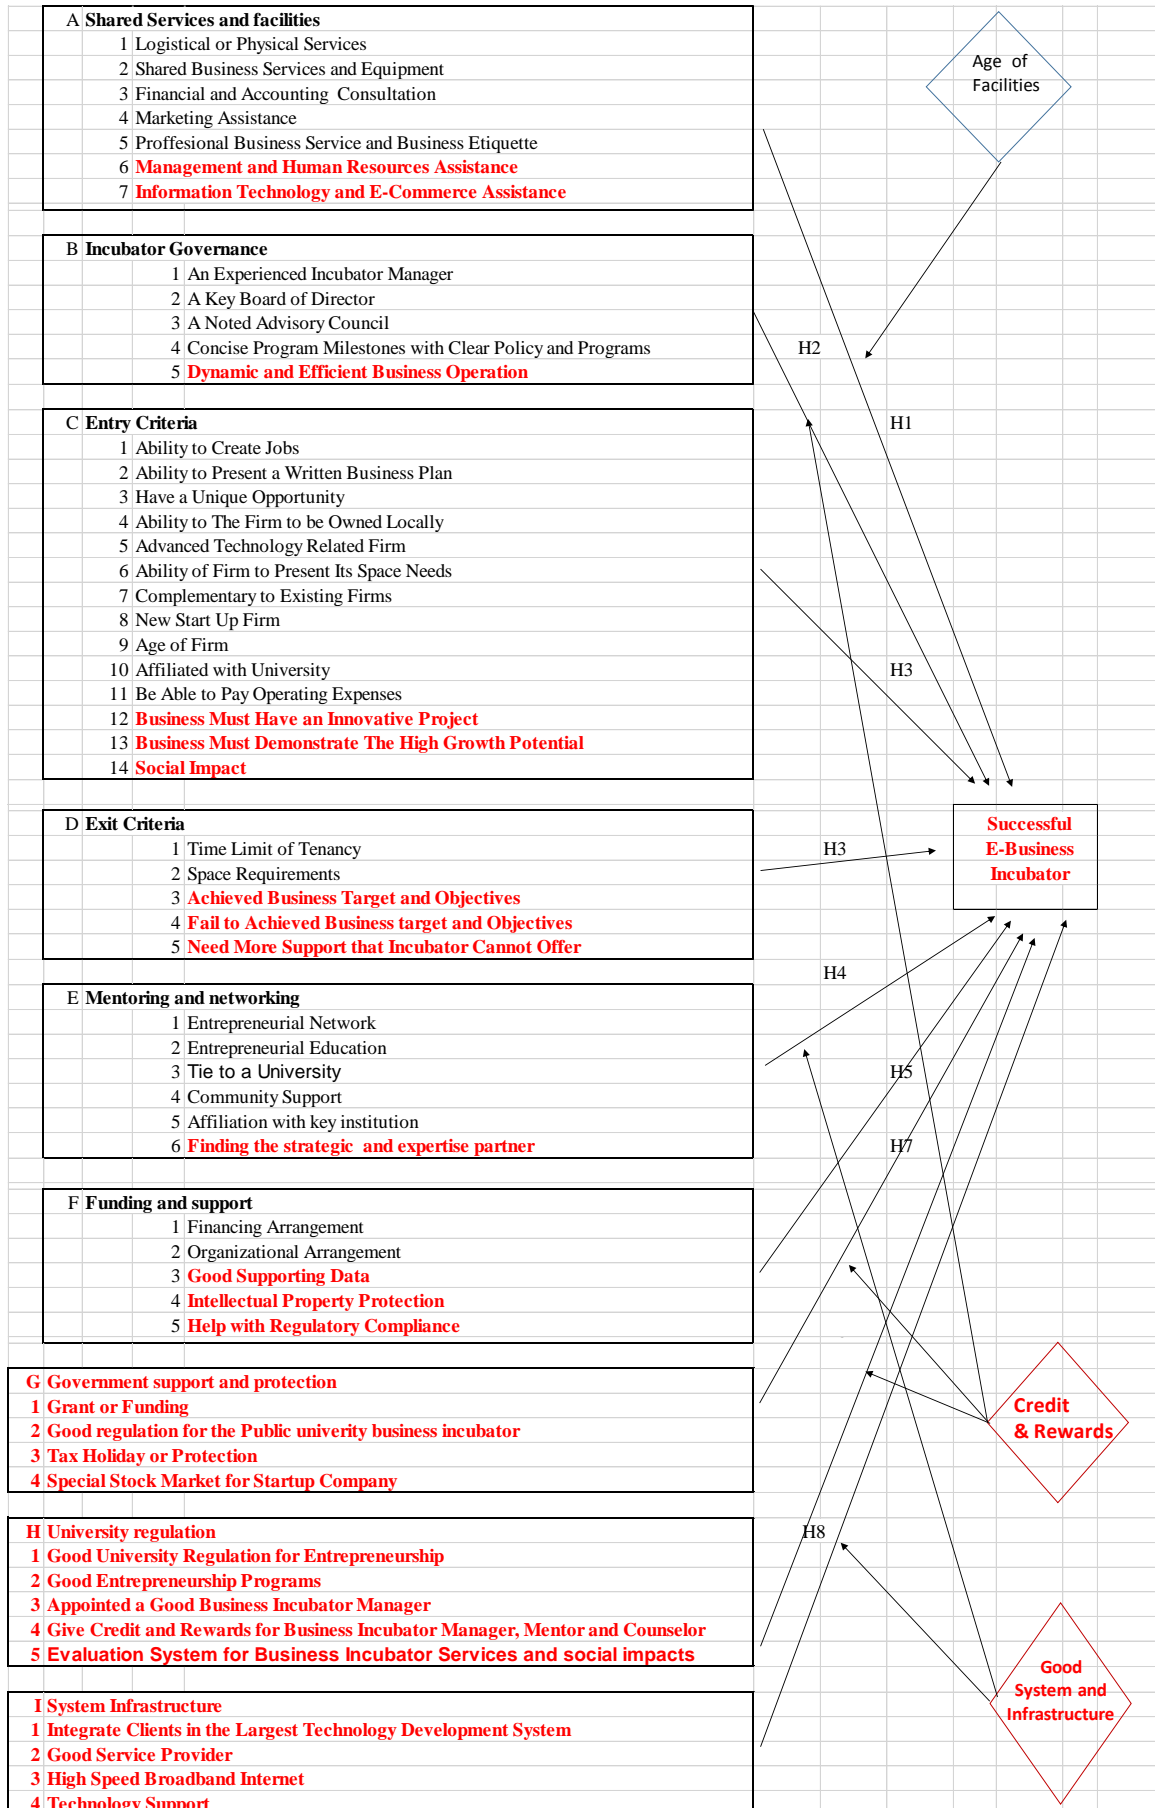 A Shared Services and facilities
1 Logistical or Physical Services
2 Shared Business Services and Equipment
3 Financial and Accounting Consultation
4 Marketing Assistance
5 Proffesional Business Service and Business Etiquette
6 Management and Human Resources Assistance
7 Information Technology and E-Commerce Assistance
Age of
Facilities
B Incubator Governance
1 An Experienced Incubator Manager
2 A Key Board of Director
3 A Noted Advisory Council
4 Concise Program Milestones with Clear Policy and Programs
5 Dynamic and Efficient Business Operation
H2
H1
C Entry Criteria
1 Ability to Create Jobs
2 Ability to Present a Written Business Plan
3 Have a Unique Opportunity
4 Ability to The Firm to be Owned Locally
5 Advanced Technology Related Firm
6 Ability of Firm to Present Its Space Needs
7 Complementary to Existing Firms
8 New Start Up Firm
9 Age of Firm
10 Affiliated with University
11 Be Able to Pay Operating Expenses
12 Business Must Have an Innovative Project
13 Business Must Demonstrate The High Growth Potential
14 Social Impact
H3
D Exit Criteria
1 Time Limit of Tenancy
2 Space Requirements
3 Achieved Business Target and Objectives
4 Fail to Achieved Business target and Objectives
5 Need More Support that Incubator Cannot Offer
H3
Successful
E-Business
Incubator
H4
E Mentoring and networking
1 Entrepreneurial Network
2 Entrepreneurial Education
3 Tie to a University
4 Community Support
5 Affiliation with key institution
6 Finding the strategic and expertise partner
H5
H7
F Funding and support
1 Financing Arrangement
2 Organizational Arrangement
3 Good Supporting Data
4 Intellectual Property Protection
5 Help with Regulatory Compliance
G Government support and protection
1 Grant or Funding
2 Good regulation for the Public univerity business incubator
3 Tax Holiday or Protection
4 Special Stock Market for Startup Company
Credit
& Rewards
H University regulation
1 Good University Regulation for Entrepreneurship
2 Good Entrepreneurship Programs
3 Appointed a Good Business Incubator Manager
4 Give Credit and Rewards for Business Incubator Manager, Mentor and Counselor
5 Evaluation System for Business Incubator Services and social impacts
H8
Good
System and
Infrastructure
I System Infrastructure
1 Integrate Clients in the Largest Technology Development System
2 Good Service Provider
3 High Speed Broadband Internet
4 Technology Support